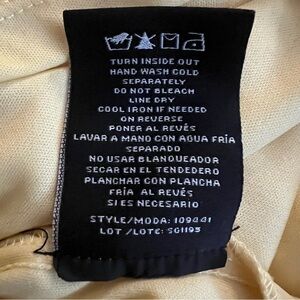 TURN INSIDE OUT
HAND WASH COLD
SEPARATELY
DO NOT BLEACH
LINE DRY
COOL IRON IF NEEDED
ON REVERSE
PONER AL REVÉS
LAVAR A MANO CON AGUA FRÍA
SEPARADO
NO USAR BLANQUEADOR
SECAR EN EL TENDEDERO
PLANCHAR CON PLANCHA
FRÍA AL REVÉS
SI ES NECESARIO
STYLE/MODA: 109441
LOT /LOTE: SG1193